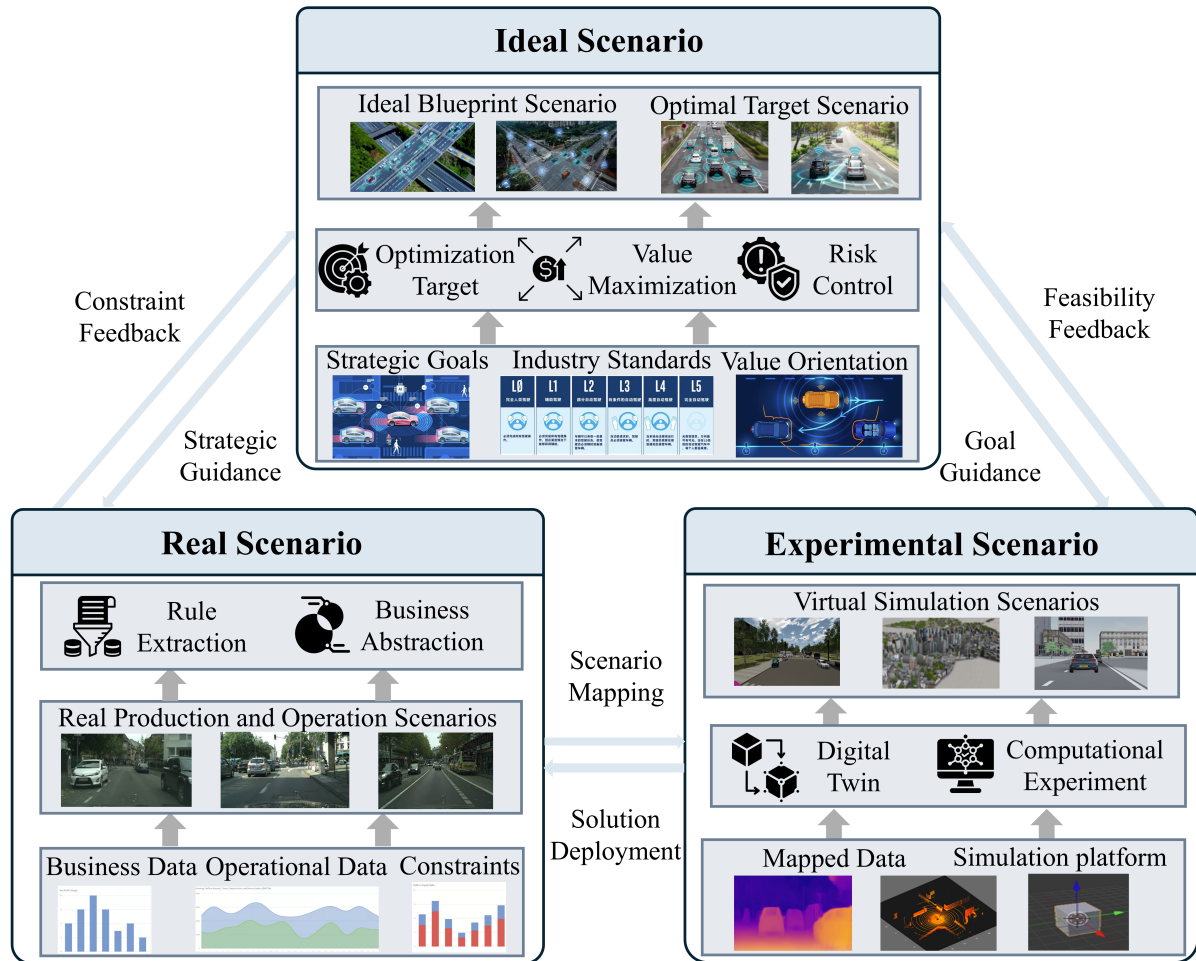 Ideal Scenario
Ideal Blueprint Scenario
Optimal Target Scenario
Optimization
Target
Value
Maximization
Risk
Control
Strategic Goals
Industry Standards
Value Orientation
L0
L1
L2
L3
L4
L5
Constraint
Feedback
Strategic
Guidance
Feasibility
Feedback
Goal
Guidance
Real Scenario
Rule
Extraction
Business
Abstraction
Real Production and Operation Scenarios
Business Data
Operational Data
Constraints
Scenario
Mapping
Solution
Deployment
Experimental Scenario
Virtual Simulation Scenarios
Digital
Twin
Computational
Experiment
Mapped Data
Simulation platform